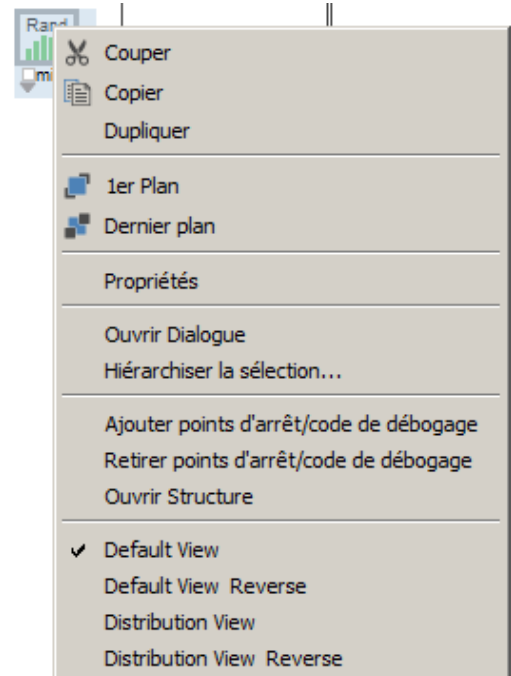 Rand
Couper
Copier
Dupliquer
1er Plan
Dernier plan
Propriétés
Ouvrir Dialogue
Hiérarchiser la sélection...
Ajouter points d'arrêt/code de débogage
Retirer points d'arrêt/code de débogage
Ouvrir Structure
Default View
Default View Reverse
Distribution View
Distribution View Reverse